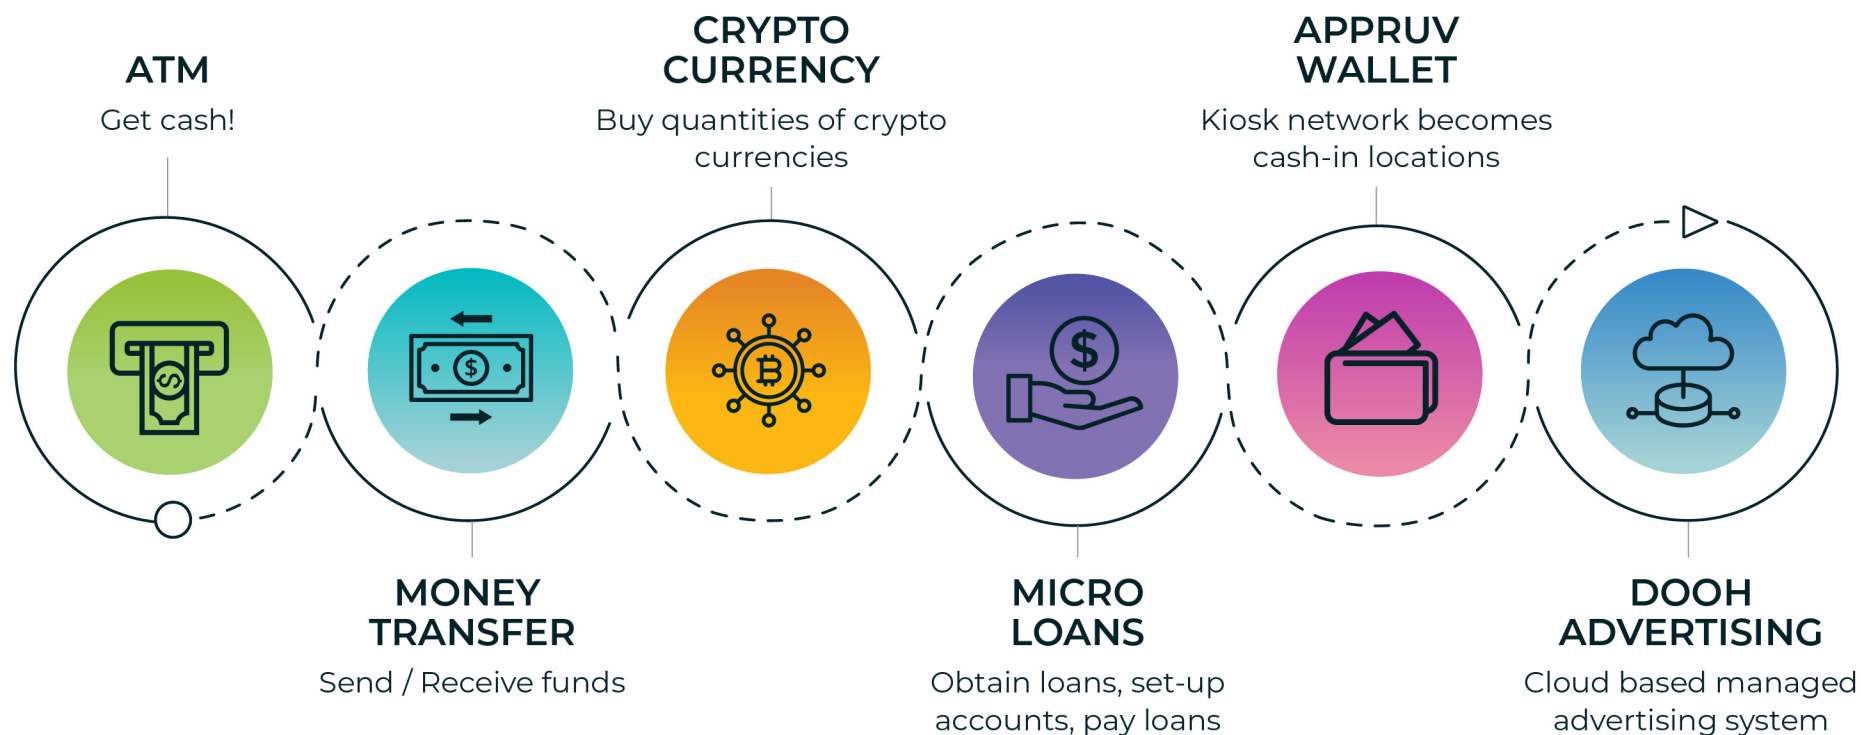 ATM
Get cash!
MONEY
TRANSFER
Send / Receive funds
CRYPTO
CURRENCY
Buy quantities of crypto
currencies
MICRO
LOANS
Obtain loans, set-up
accounts, pay loans
APPRUV
WALLET
Kiosk network becomes
cash-in locations
DOOH
ADVERTISING
Cloud based managed
advertising system